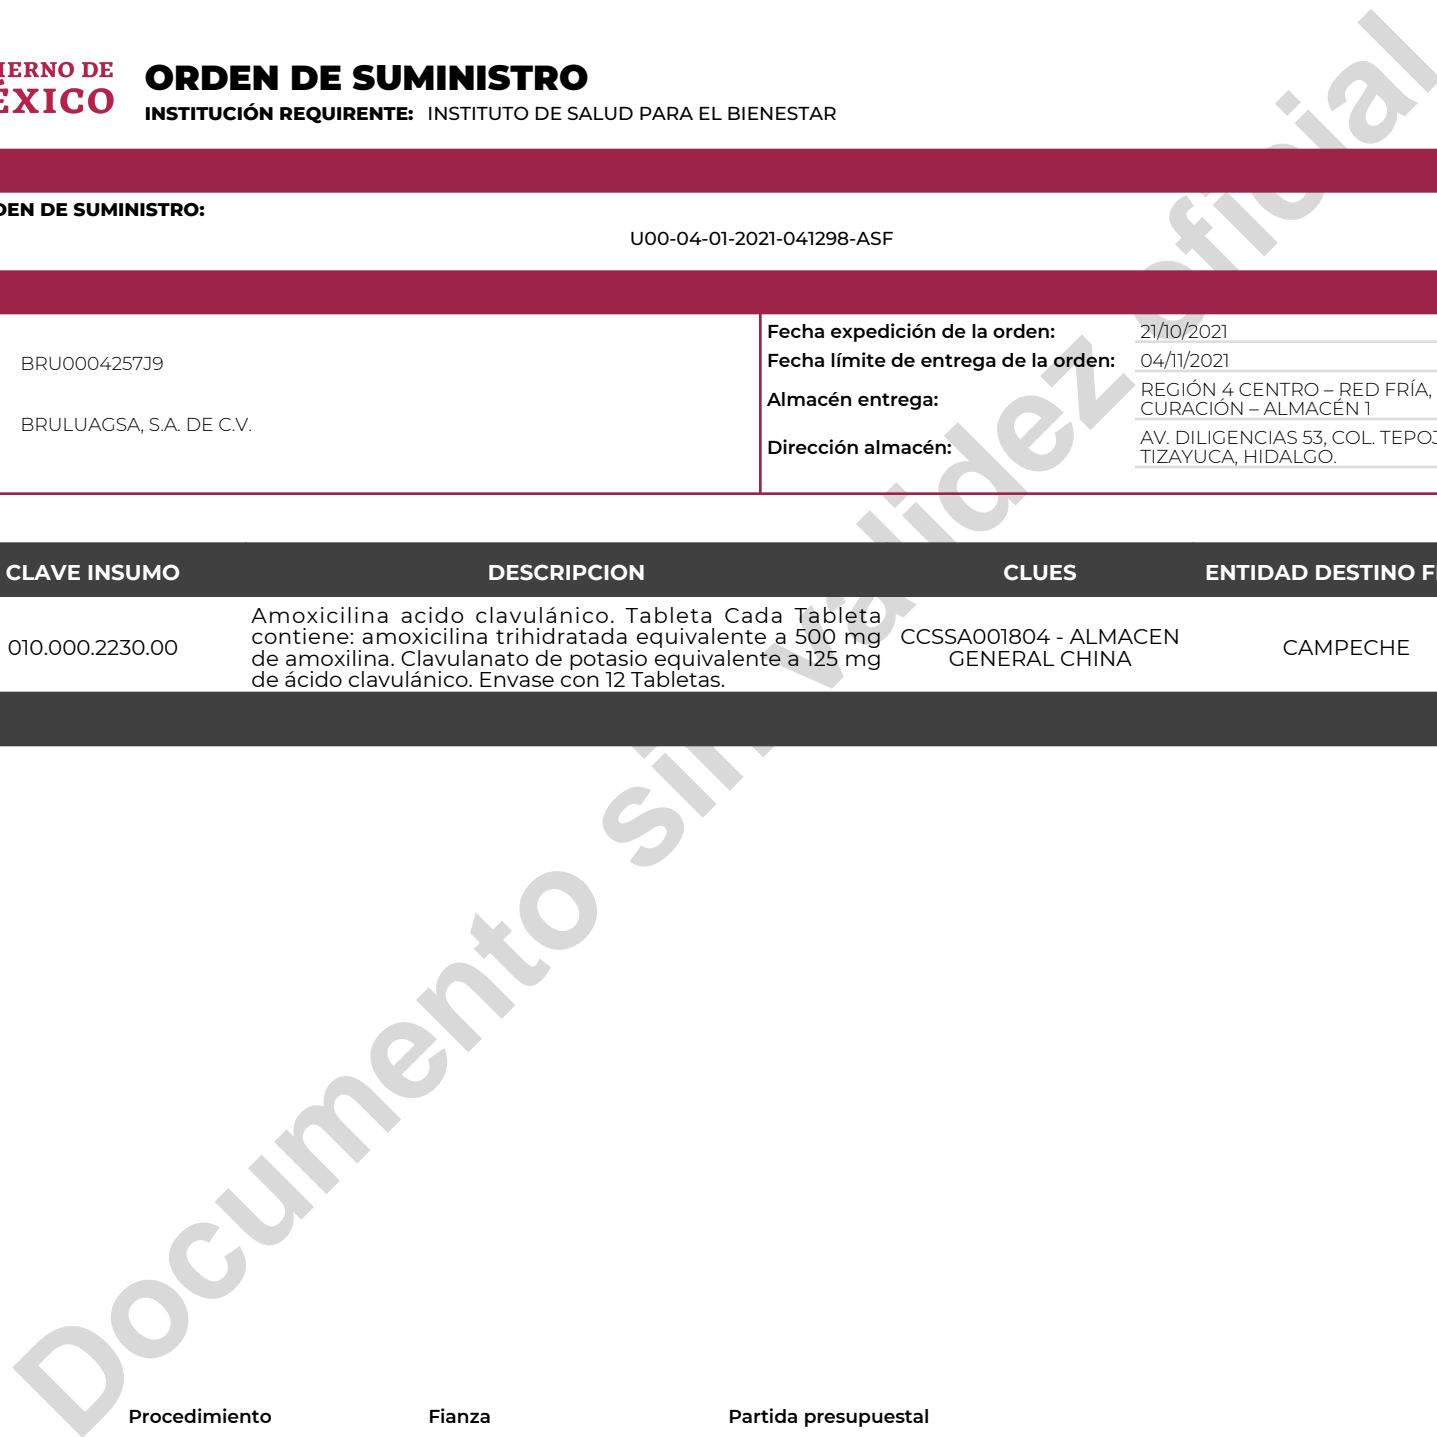 IERNO DE
ÉXICO
ORDEN DE SUMINISTRO
INSTITUCIÓN REQUIRENTE: INSTITUTO DE SALUD PARA EL BIENESTAR
DEN DE SUMINISTRO:
U00-04-01-2021-041298-ASF
BRU0004257J9
BRULUAGSA, S.A. DE C.V.
Fecha expedición de la orden: 21/10/2021
Fecha límite de entrega de la orden: 04/11/2021
Almacén entrega: REGIÓN 4 CENTRO – RED FRÍA,
CURACIÓN – ALMACÉN 1
Dirección almacén: AV. DILIGENCIAS 53, COL. TEPOJ
TIZAYUCA, HIDALGO.
CLAVE INSUMO DESCRIPCION CLUES ENTIDAD DESTINO FI
010.000.2230.00
Amoxicilina acido clavulánico. Tableta Cada Tableta
contiene: amoxicilina trihidratada equivalente a 500 mg
de amoxilina. Clavulanato de potasio equivalente a 125 mg
de ácido clavulánico. Envase con 12 Tabletas.
CCSSA001804 - ALMACEN
GENERAL CHINA
CAMPECHE
Documento sin validez oficial
Procedimiento Fianza Partida presupuestal